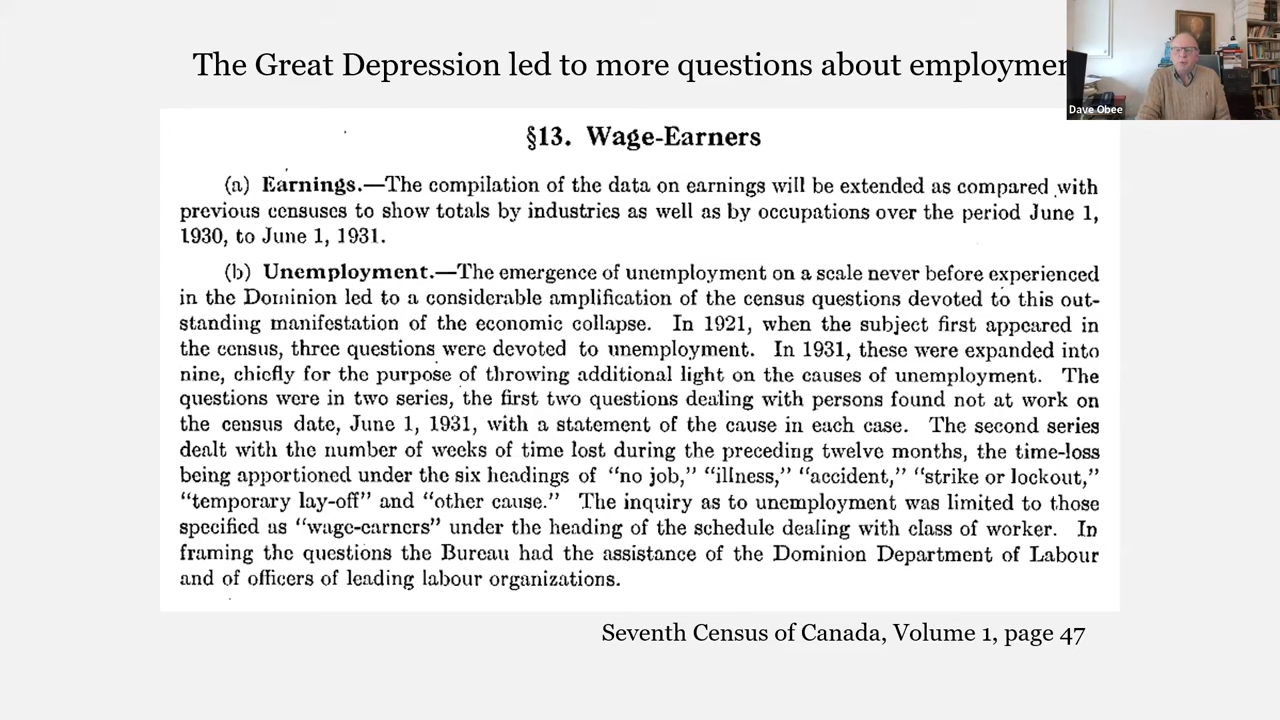 The Great Depression led to more questions about employmen
Dave Obee
§13. Wage-Earners
(a) Earnings.—The compilation of the data on earnings will be extended as compared with
previous censuses to show totals by industries as well as by occupations over the period June 1,
1930, to June 1, 1931.
(b) Unemployment.—The emergence of unemployment on a scale never before experienced
in the Dominion led to a considerable amplification of the census questions devoted to this out-
standing manifestation of the economic collapse. In 1921, when the subject first appeared in
the census, three questions were devoted to unemployment. In 1931, these were expanded into
nine, chiefly for the purpose of throwing additional light on the causes of unemployment. The
questions were in two series, the first two questions dealing with persons found not at work on
the census date, June 1, 1931, with a statement of the cause in each case. The second series
dealt with the number of weeks of time lost during the preceding twelve months, the time-loss
being apportioned under the six headings of “no job,” “illness,” “accident,” “strike or lockout,”
“temporary lay-off” and “other cause.” The inquiry as to unemployment was limited to those
specified as “wage-earners” under the heading of the schedule dealing with class of worker. In
framing the questions the Bureau had the assistance of the Dominion Department of Labour
and of officers of leading labour organizations.
Seventh Census of Canada, Volume 1, page 47